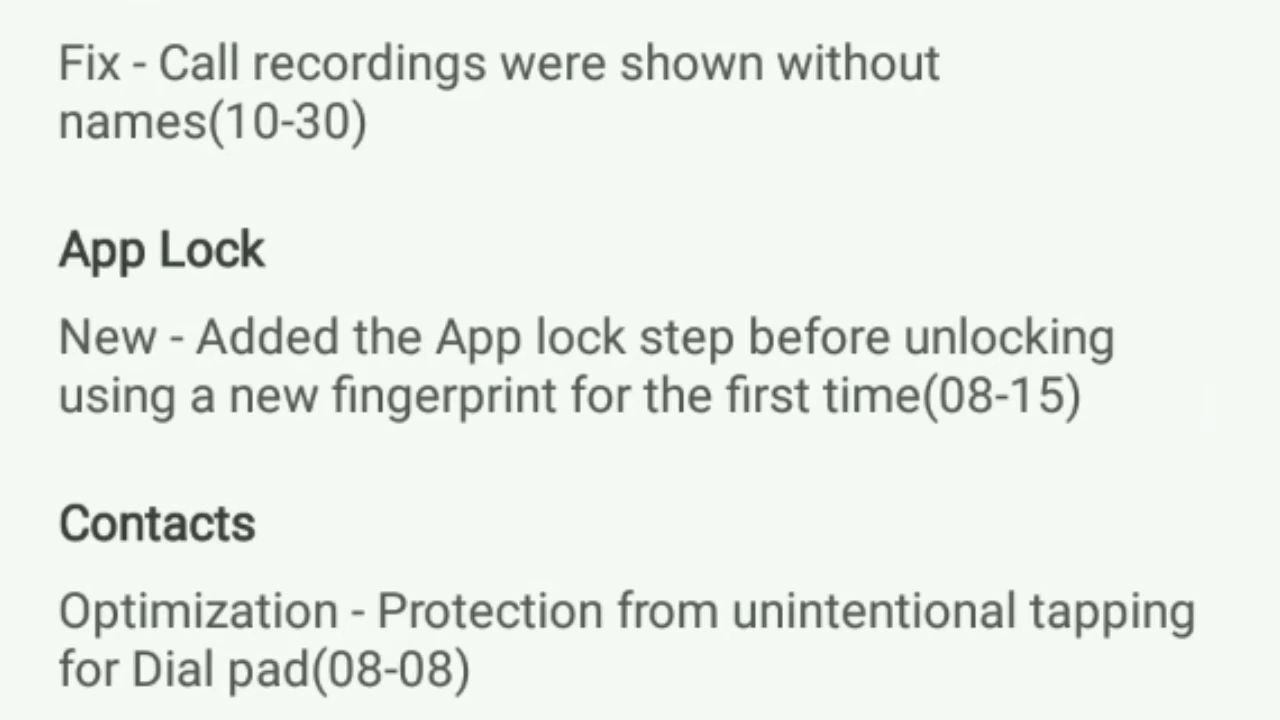 Fix - Call recordings were shown without
names(10-30)
App Lock
New - Added the App lock step before unlocking
using a new fingerprint for the first time(08-15)
Contacts
Optimization - Protection from unintentional tapping
for Dial pad(08-08)